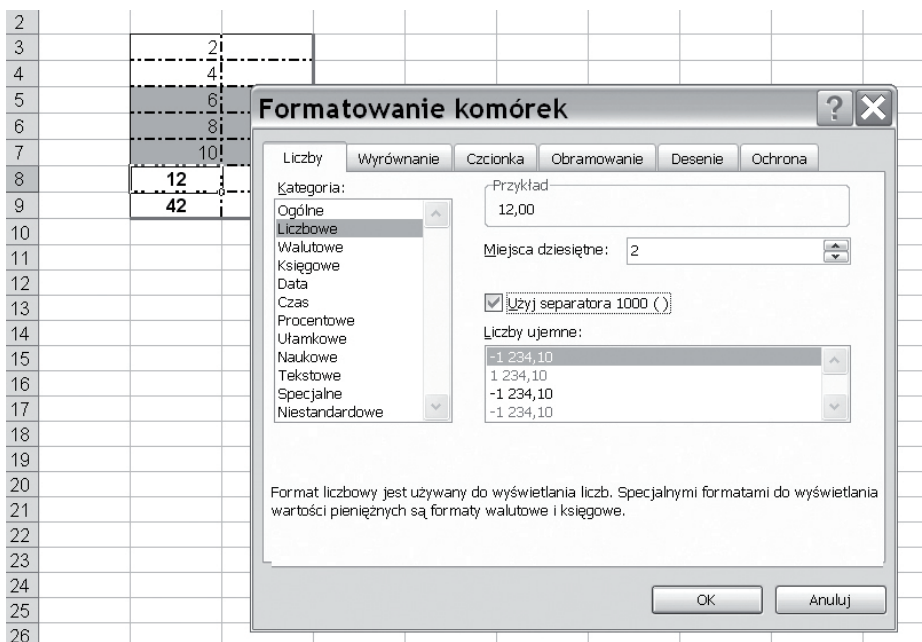 2
3 2
4 4
5 6
6 8
7 10
8 12
9 42
10
11
12
13
14
15
16
17
18
19
20
21
22
23
24
25
26
Formatowanie komórek
Liczby Wyrównanie Czcionka Obramowanie Desenie Ochrona
Kategoria:
Ogólne
Liczbowe
Walutowe
Księgowe
Data
Czas
Procentowe
Ułamkowe
Naukowe
Tekstowe
Specjalne
Niestandardowe
Przykład
12,00
Miejsca dziesiętne: 2
Użyj separatora 1000 ( )
Liczby ujemne:
-1 234,10
1 234,10
-1 234,10
-1 234,10
Format liczbowy jest używany do wyświetlania liczb. Specjalnymi formatami do wyświetlania
wartości pieniężnych są formaty walutowe i księgowe.
OK Anuluj